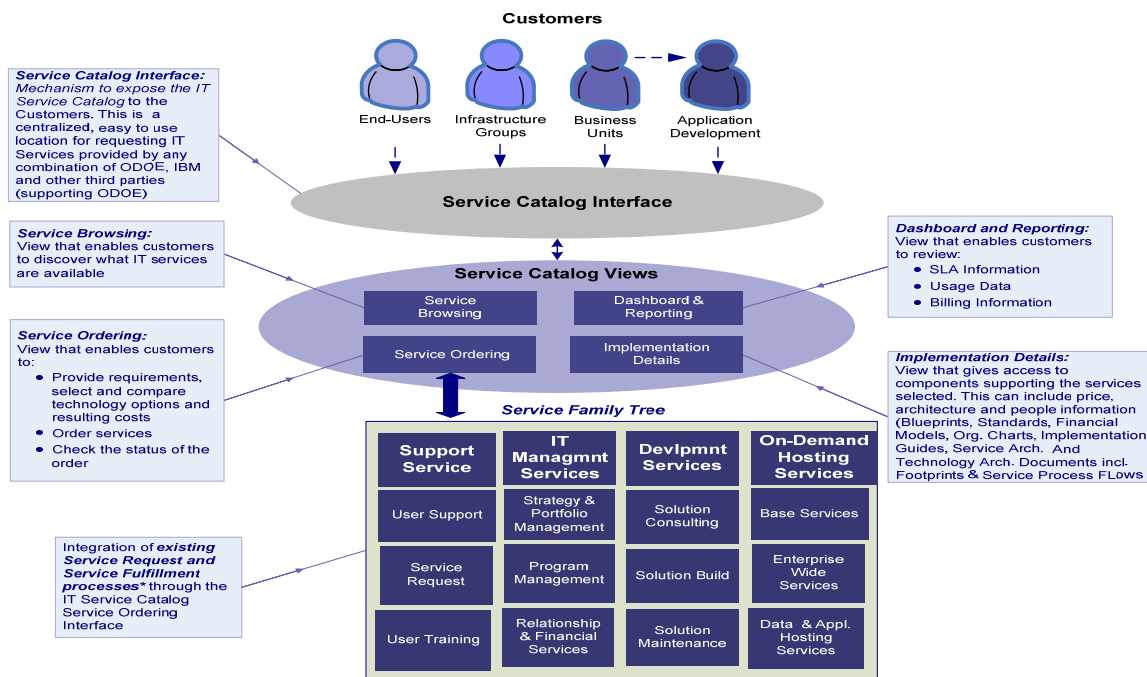 Customers
End-Users
Infrastructure
Groups
Business
Units
Application
Development
Service Catalog Interface:
Mechanism to expose the IT
Service Catalog to the
Customers. This is a
centralized, easy to use
location for requesting IT
Services provided by any
combination of ODOE, IBM
and other third parties
(supporting ODOE)
Service Catalog Interface
Service Browsing:
View that enables customers
to discover what IT services
are available
Service Catalog Views
Service
Browsing
Dashboard &
Reporting
Service Ordering
Implementation
Details
Dashboard and Reporting:
View that enables customers
to review:
● SLA Information
● Usage Data
● Billing Information
Service Ordering:
View that enables customers
to:
● Provide requirements,
select and compare
technology options and
resulting costs
● Order services
● Check the status of the
order
Implementation Details:
View that gives access to
components supporting the services
selected. This can include price,
architecture and people information
(Blueprints, Standards, Financial
Models, Org. Charts, Implementation
Guides, Service Arch. And
Technology Arch. Documents incl.
Footprints & Service Process FLows
Service Family Tree
Support
Service
IT
Managmnt
Services
Devlpmnt
Services
On-Demand
Hosting
Services
User Support
Strategy &
Portfolio
Management
Solution
Consulting
Base Services
Service
Request
Program
Management
Solution Build
Enterprise
Wide
Services
User Training
Relationship
& Financial
Services
Solution
Maintenance
Data & Appl.
Hosting
Services
Integration of existing
Service Request and
Service Fulfillment
processes* through the
IT Service Catalog
Service Ordering
Interface